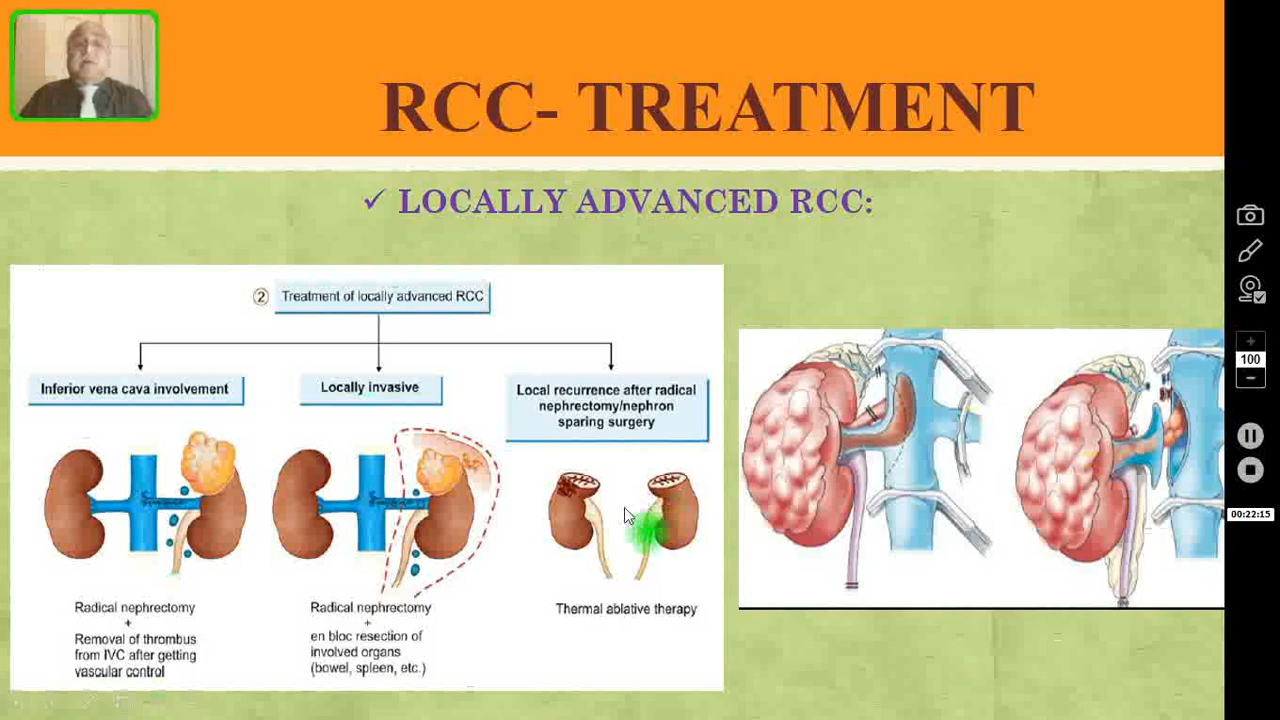 RCC- TREATMENT
✓ LOCALLY ADVANCED RCC:
② Treatment of locally advanced RCC
Inferior vena cava involvement
Locally invasive
Local recurrence after radical
nephrectomy/nephron
sparing surgery
Radical nephrectomy
+
Removal of thrombus
from IVC after getting
vascular control
Radical nephrectomy
+
en bloc resection of
involved organs
(bowel, spleen, etc.)
Thermal ablative therapy
+
100
-
00:22:15